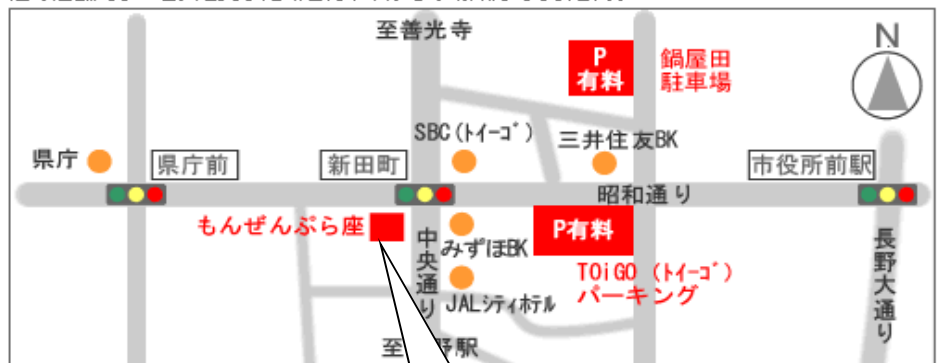 至善光寺
P
有料
鍋屋田
駐車場
N
SBC(トイーゴ)
三井住友BK
県庁
県庁前
新田町
市役所前駅
昭和通り
もんぜんぷら座
中央通り
みずほBK
P有料
長野大通り
TOiGO (トイーゴ)
パーキング
JALシティホテル
至
野駅